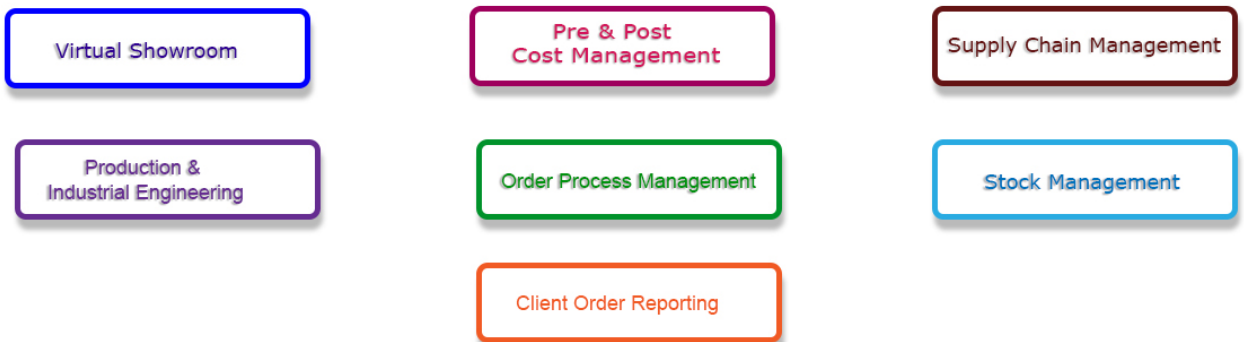 Virtual Showroom
Pre & Post
Cost Management
Supply Chain Management
Production &
Industrial Engineering
Order Process Management
Stock Management
Client Order Reporting